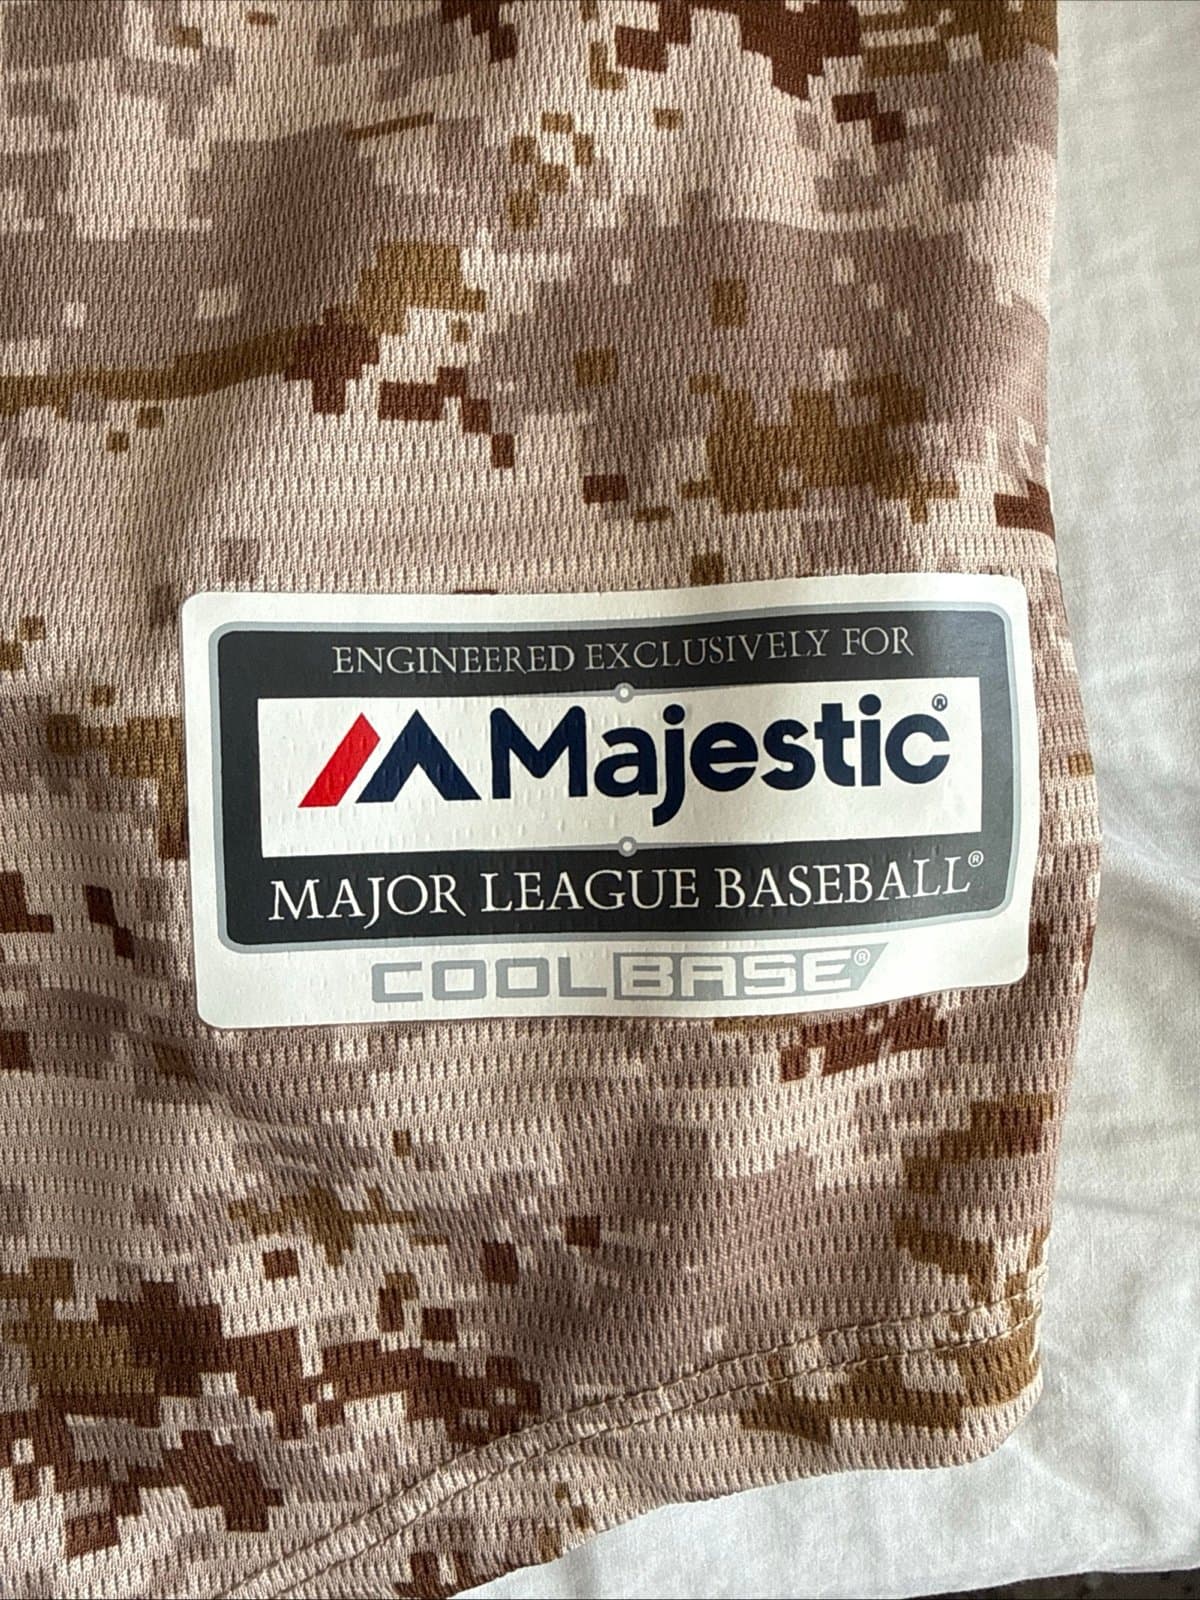 ENGINEERED EXCLUSIVELY FOR
Majestic®
MAJOR LEAGUE BASEBALL®
COOLBASE®